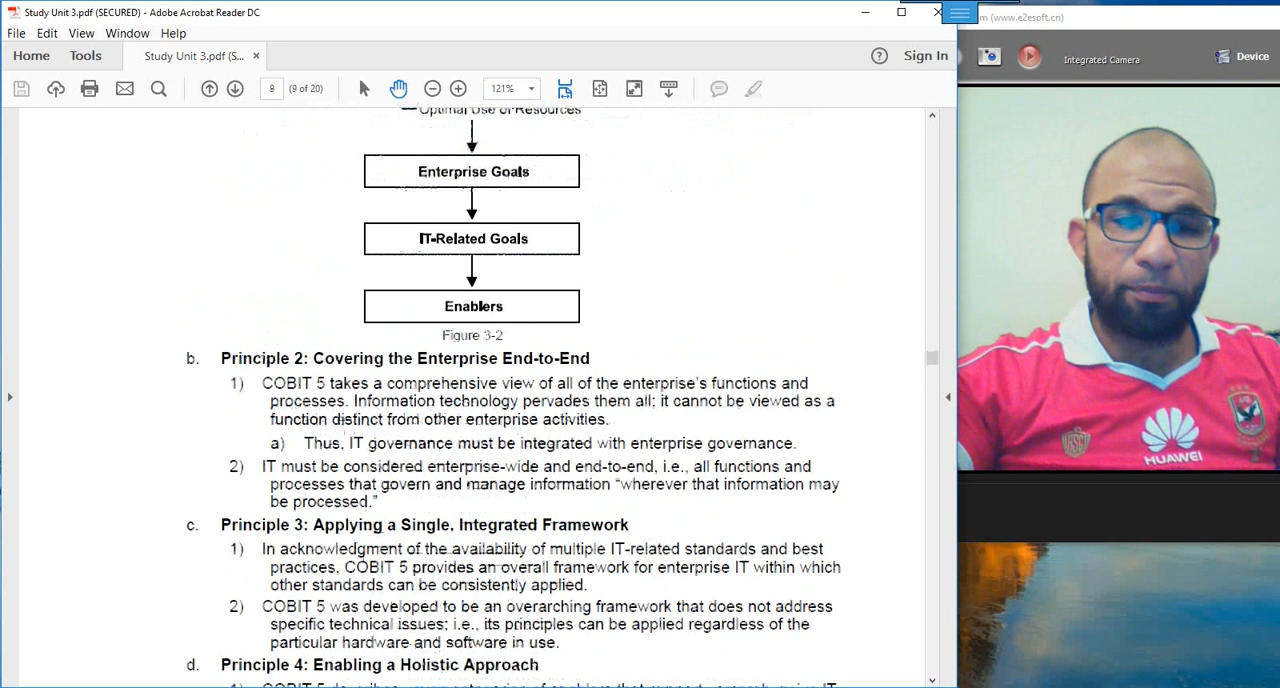 Study Unit 3.pdf (SECURED) - Adobe Acrobat Reader DC
m (www.e2esoft.cn)
File Edit View Window Help
Home Tools Study Unit 3.pdf (S... × Sign In
Integrated Camera Device
9 (9 of 20) 121%
Optimal Use of Resources
Enterprise Goals
IT-Related Goals
Enablers
Figure 3-2
b. Principle 2: Covering the Enterprise End-to-End
1) COBIT 5 takes a comprehensive view of all of the enterprise's functions and
processes. Information technology pervades them all; it cannot be viewed as a
function distinct from other enterprise activities.
a) Thus, IT governance must be integrated with enterprise governance.
2) IT must be considered enterprise-wide and end-to-end, i.e., all functions and
processes that govern and manage information "wherever that information may
be processed."
c. Principle 3: Applying a Single, Integrated Framework
1) In acknowledgment of the availability of multiple IT-related standards and best
practices, COBIT 5 provides an overall framework for enterprise IT within which
other standards can be consistently applied.
2) COBIT 5 was developed to be an overarching framework that does not address
specific technical issues; i.e., its principles can be applied regardless of the
particular hardware and software in use.
d. Principle 4: Enabling a Holistic Approach
HUAWEI